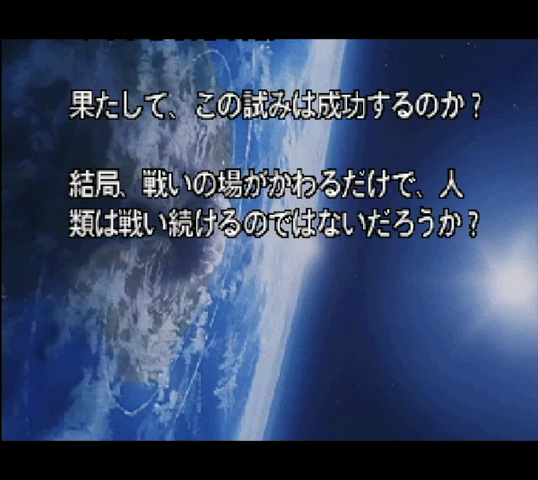 果たして、この試みは成功するのか？
結局、戦いの場がかわるだけで、人
類は戦い続けるのではないだろうか？